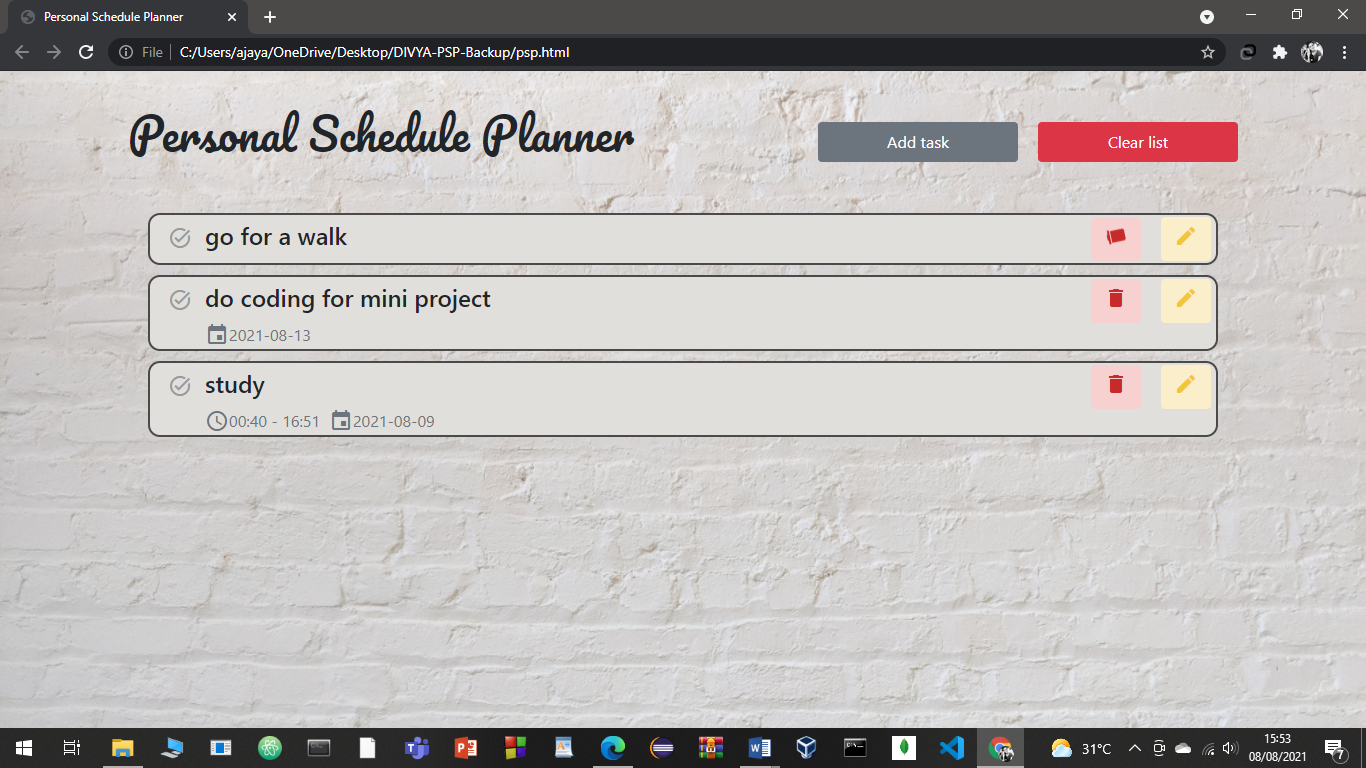 Personal Schedule Planner
File C:/Users/ajaya/OneDrive/Desktop/DIVYA-PSP-Backup/psp.html
Personal Schedule Planner
Add task
Clear list
go for a walk
do coding for mini project
2021-08-13
study
00:40 - 16:51 2021-08-09
31°C
15:53
08/08/2021
7